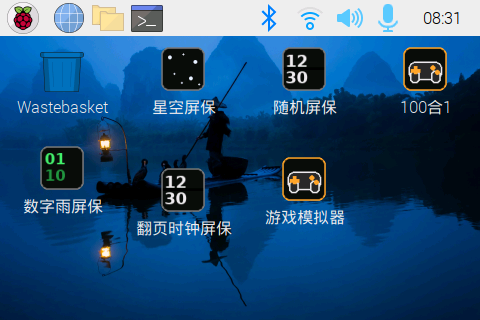 08:31
Wastebasket
星空屏保
12
30
随机屏保
100合1
01
10
数字雨屏保
12
30
翻页时钟屏保
游戏模拟器